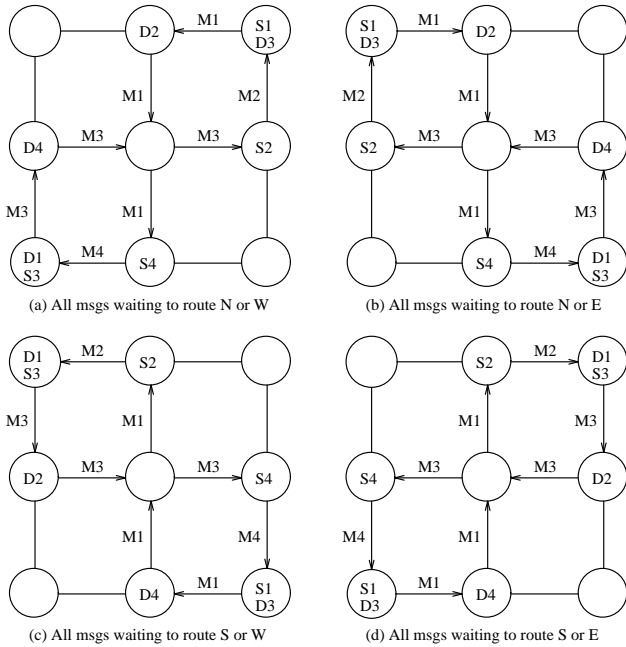 D2 M1 S1
D3
M1 M2
D4 M3 M3 S2
M3 M1
D1
S3 M4 S4
(a) All msgs waiting to route N or W
S1
D3 M1 D2
M2 M1
S2 M3 M3 D4
M1 M3
S4 M4 D1
S3
(b) All msgs waiting to route N or E
D1
S3 M2 S2
M3 M1
D2 M3 M3 S4
M1 M4
D4 M1 S1
D3
(c) All msgs waiting to route S or W
S2 M2 D1
S3
M1 M3
S4 M3 M3 D2
M4 M1
S1
D3 M1 D4
(d) All msgs waiting to route S or E